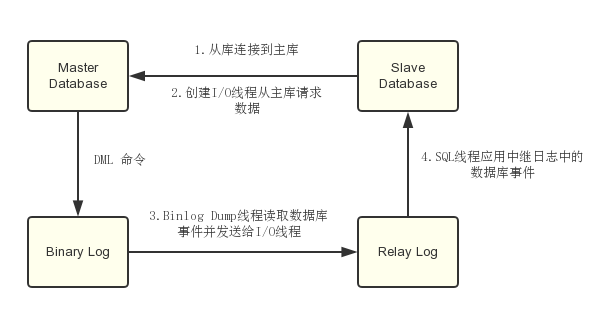 1.从库连接到主库
Master
Database
Slave
Database
2.创建I/O线程从主库请求
数据
DML 命令
4.SQL线程应用中继日志中的
数据库事件
3.Binlog Dump线程读取数据库
事件并发送给I/O线程
Binary Log
Relay Log